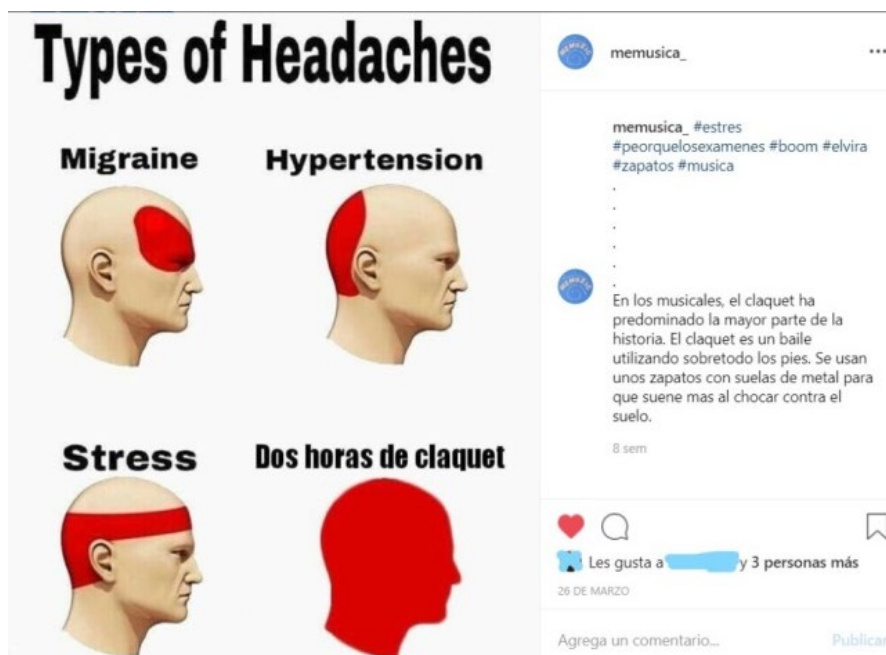 Types of Headaches
Migraine
Hypertension
Stress
Dos horas de claquet
memusica_
memusica_ #estres
#peorquelosexamenes #boom #elvira
#zapatos #musica
.
.
.
.
.
.
En los musicales, el claquet ha
predominado la mayor parte de la
historia. El claquet es un baile
utilizando sobretodo los pies. Se usan
unos zapatos con suelas de metal para
que suene mas al chocar contra el
suelo.
8 sem
Les gusta a
y 3 personas más
26 DE MARZO
Agrega un comentario...
Publicar